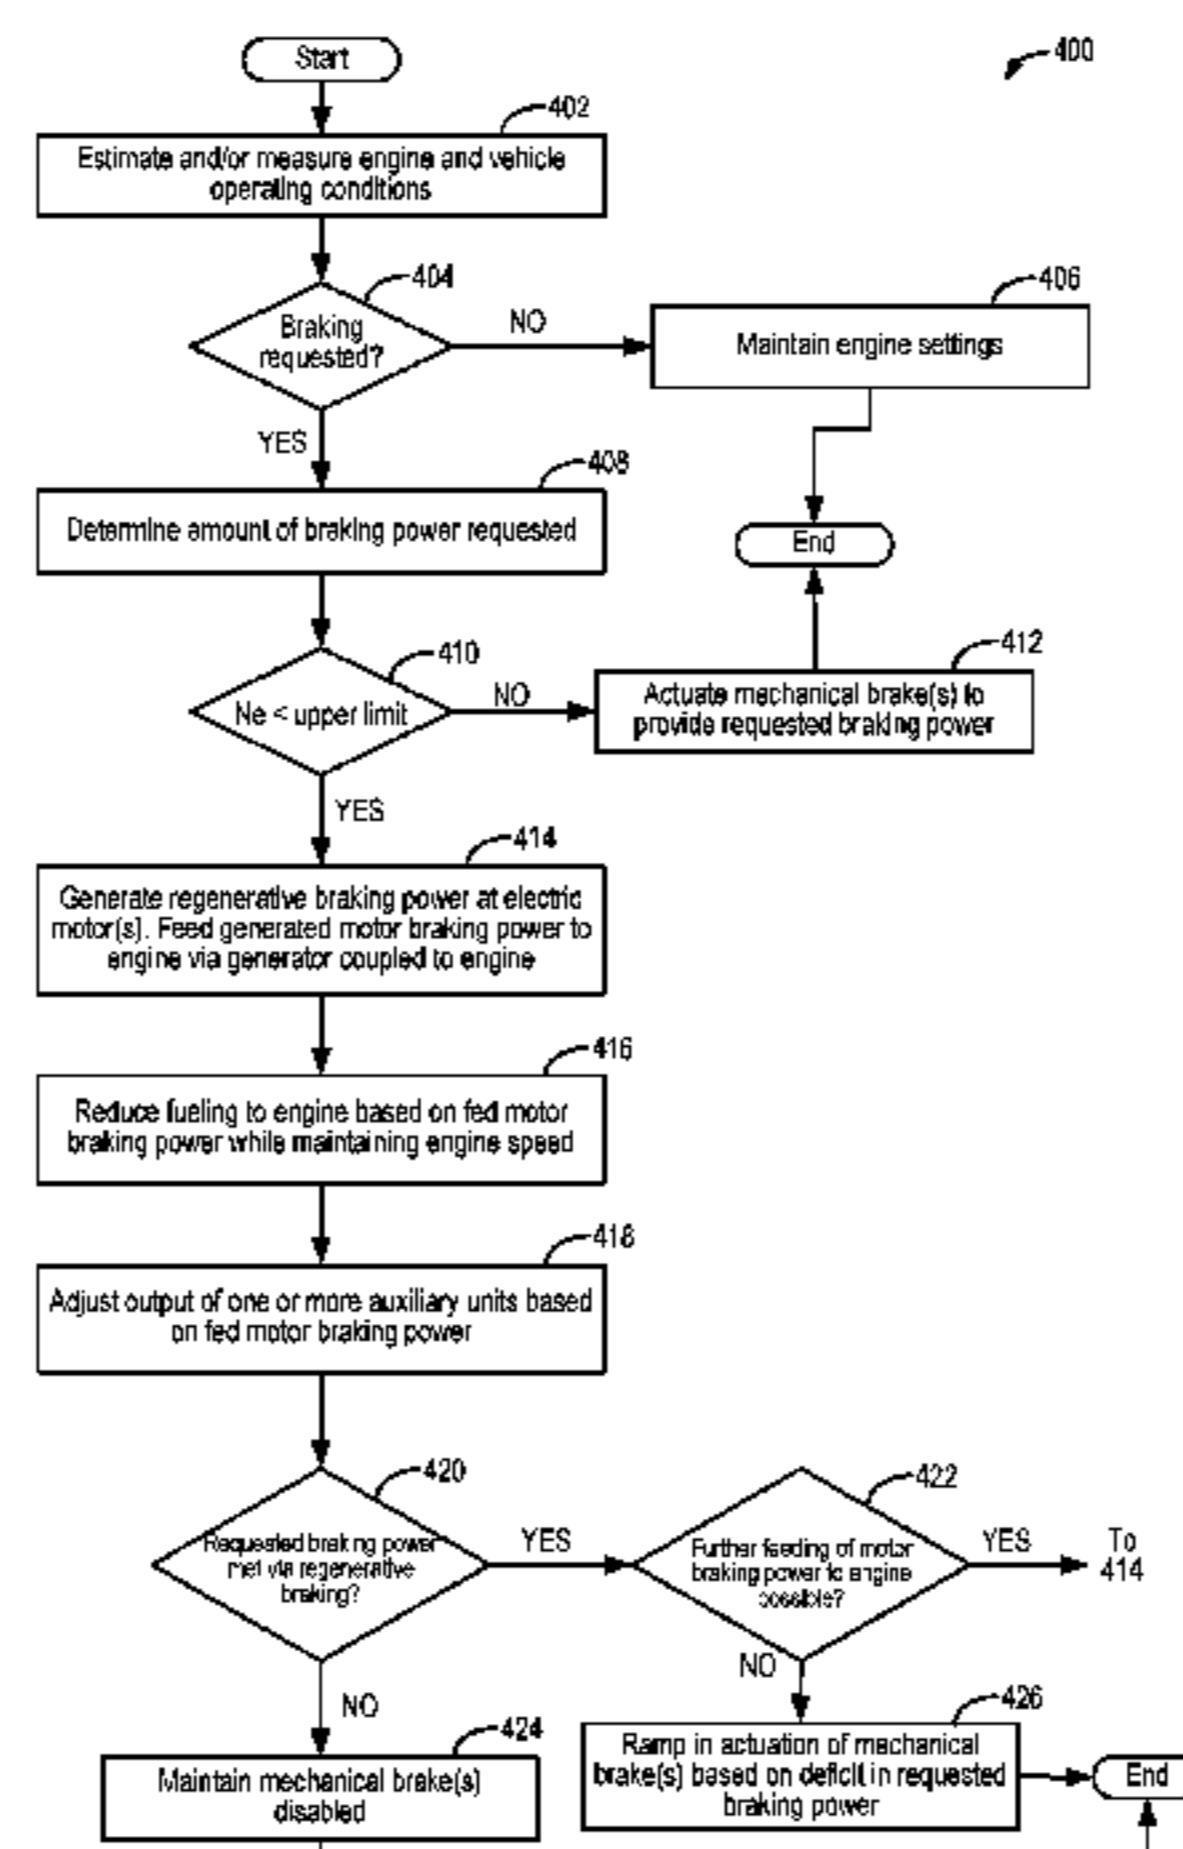 Start
400
402
Estimate and/or measure engine and vehicle
operating conditions
404
Braking
requested?
NO
406
Maintain engine settings
YES
408
Determine amount of braking power requested
End
410
Ne < upper limit
NO
412
Actuate mechanical brake(s) to
provide requested braking power
YES
414
Generate regenerative braking power at electric
motor(s). Feed generated motor braking power to
engine via generator coupled to engine
416
Reduce fueling to engine based on fed motor
braking power while maintaining engine speed
418
Adjust output of one or more auxiliary units based
on fed motor braking power
420
Requested braking power
met via regenerative
braking?
YES
422
Further feeding of motor
braking power to engine
possible?
YES
To
414
NO
NO
424
Maintain mechanical brake(s)
disabled
426
Ramp in actuation of mechanical
brake(s) based on deficit in requested
braking power
End